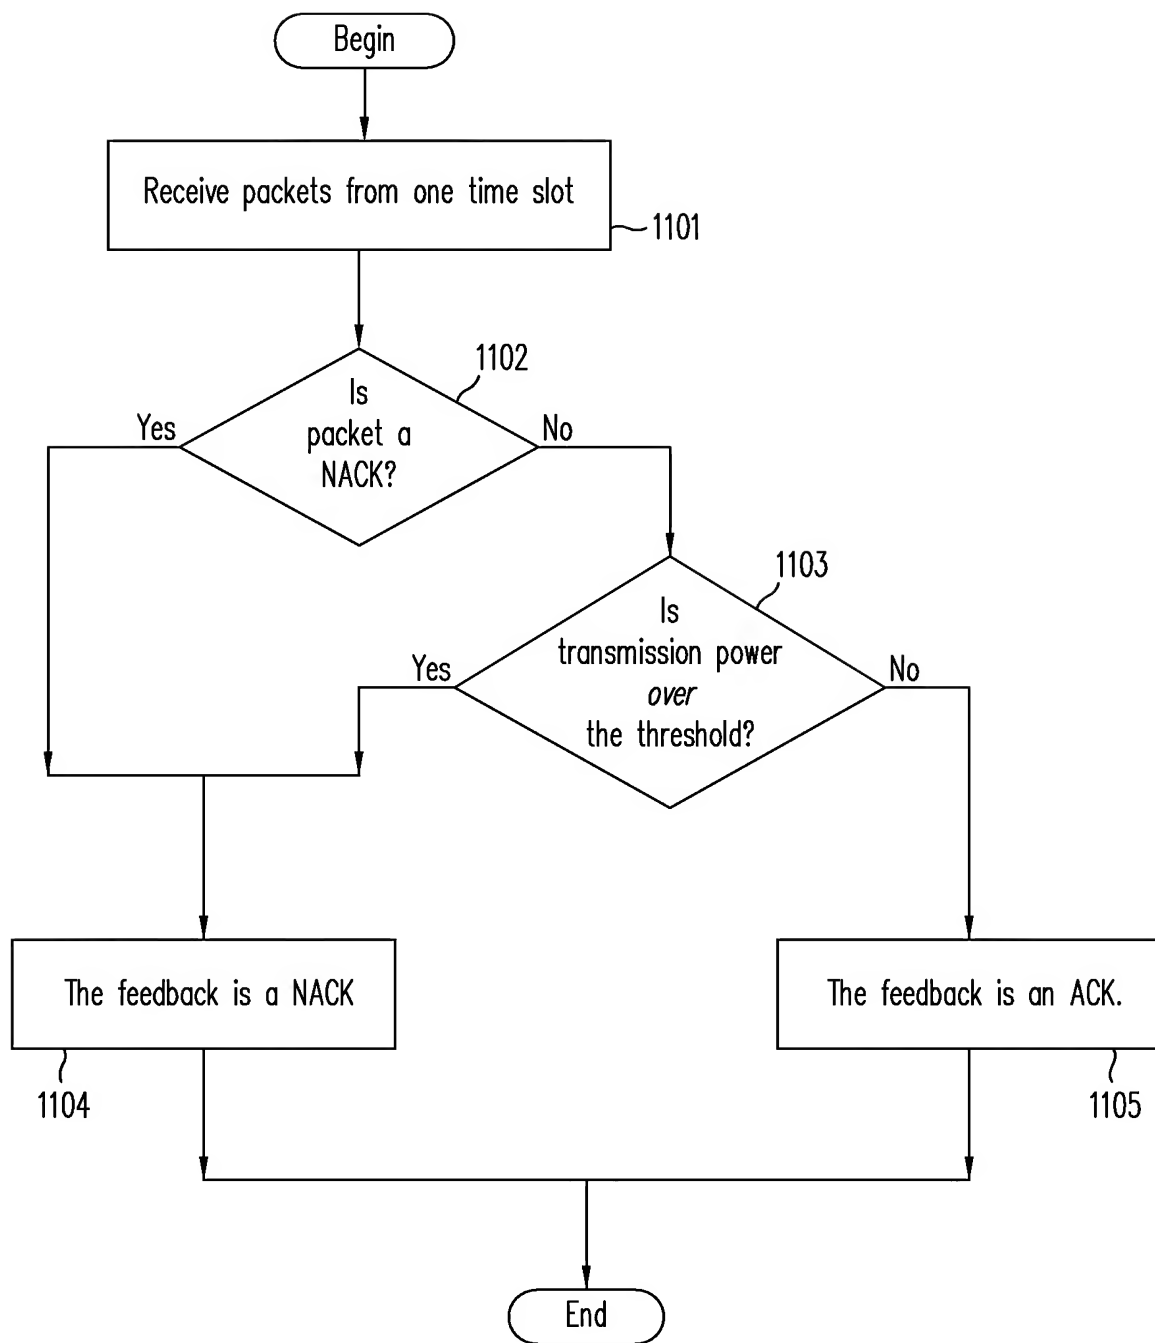 Begin
Receive packets from one time slot
1101
1102
Is
packet a
NACK?
Yes
No
1103
Is
transmission power
over
the threshold?
Yes
No
The feedback is a NACK
1104
The feedback is an ACK.
1105
End